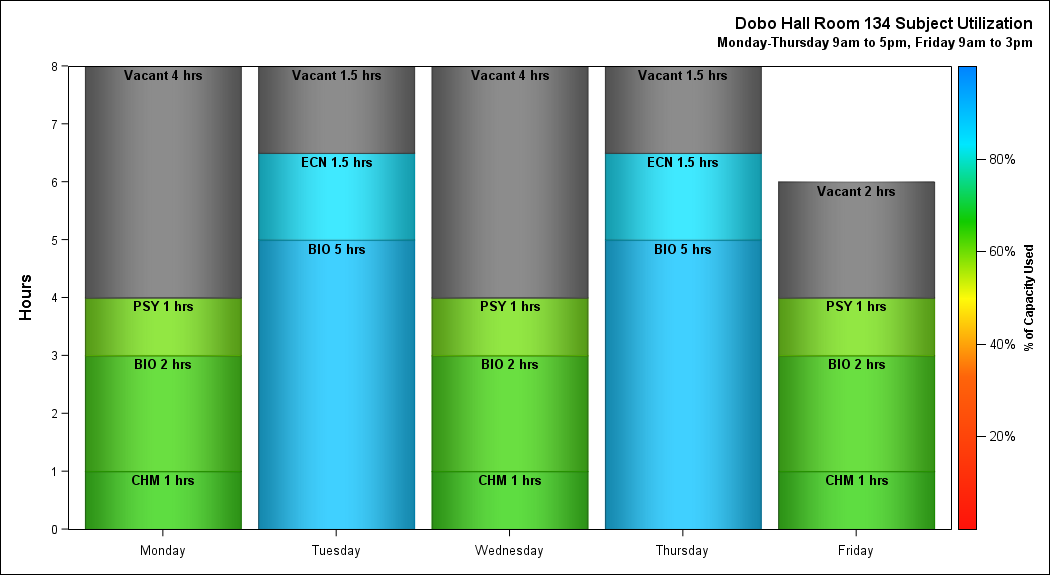 Dobo Hall Room 134 Subject Utilization
Monday-Thursday 9am to 5pm, Friday 9am to 3pm
Hours
8
7
6
5
4
3
2
1
0
Vacant 4 hrs
PSY 1 hrs
BIO 2 hrs
CHM 1 hrs
Monday
Vacant 1.5 hrs
ECN 1.5 hrs
BIO 5 hrs
Tuesday
Vacant 4 hrs
PSY 1 hrs
BIO 2 hrs
CHM 1 hrs
Wednesday
Vacant 1.5 hrs
ECN 1.5 hrs
BIO 5 hrs
Thursday
Vacant 2 hrs
PSY 1 hrs
BIO 2 hrs
CHM 1 hrs
Friday
80%
60%
40%
20%
% of Capacity Used